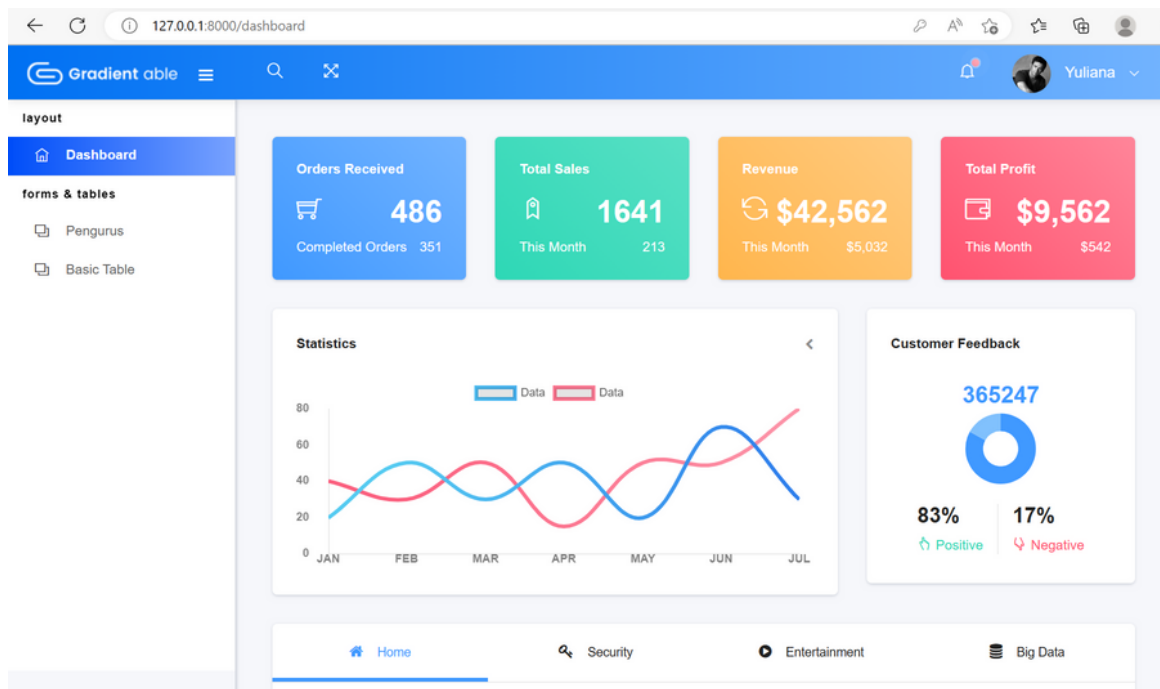 127.0.0.1:8000/dashboard
Gradient able
Yuliana
layout
Dashboard
forms & tables
Pengurus
Basic Table
Orders Received
486
Completed Orders 351
Total Sales
1641
This Month 213
Revenue
$42,562
This Month $5,032
Total Profit
$9,562
This Month $542
Statistics
Data Data
80
60
40
20
0
JAN FEB MAR APR MAY JUN JUL
Customer Feedback
365247
83% 17%
Positive Negative
Home Security Entertainment Big Data